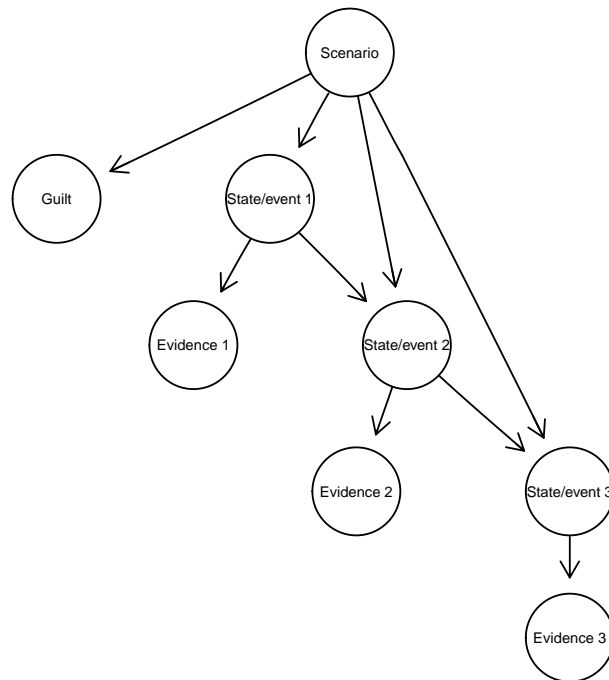 Scenario
Guilt
State/event 1
Evidence 1
State/event 2
Evidence 2
State/event 3
Evidence 3